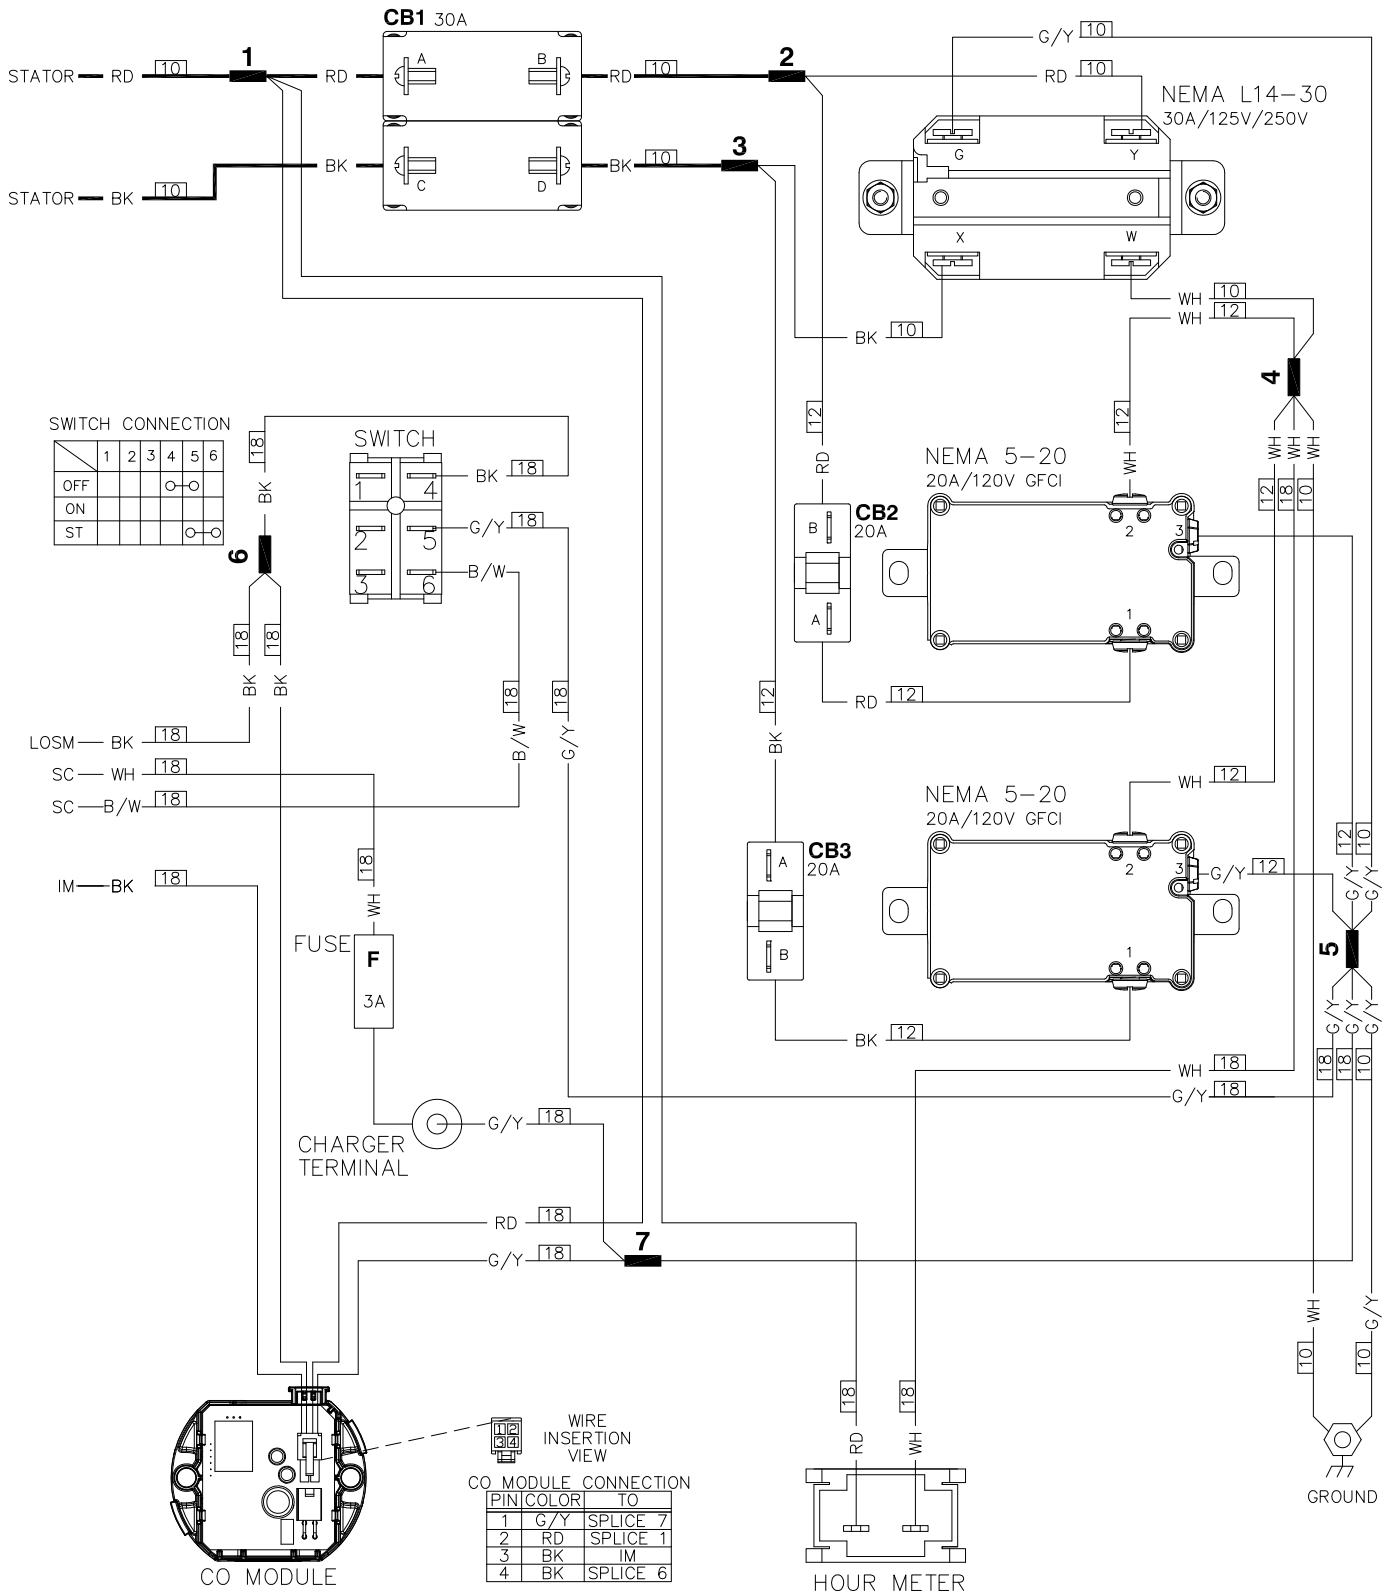 CB1 30A
G/Y 10
STATOR RD 10 1 RD A B RD 10 2 RD 10
NEMA L14-30
30A/125V/250V
G Y
STATOR BK 10 BK C D BK 10 3
X W
WH 10
WH 12
BK 10
4
SWITCH CONNECTION
1 2 3 4 5 6
OFF
ON
ST
18
BK
6
SWITCH
1 4 BK 18
2 5 G/Y 18
3 6 B/W
12
RD
12
WH
WH WH WH
12 18 10
NEMA 5-20
20A/120V GFCI
2 3
1
B CB2
20A
A
RD 12
18 18
BK BK
18 18
B/W G/Y
12
BK
LOSM BK 18
SC WH 18
SC B/W 18
WH 12
NEMA 5-20
20A/120V GFCI
2 3 G/Y 12
1
A CB3
20A
B
BK 12
12 10
G/Y G/Y
5
G/Y G/Y G/Y
18 18 10
IM BK 18
18
WH
FUSE F
3A
WH 18
G/Y 18
CHARGER
TERMINAL
G/Y 18
RD 18
G/Y 18
7
WH G/Y
10 10
18 18
RD WH
1 2
3 4
WIRE
INSERTION
VIEW
CO MODULE CONNECTION
PIN COLOR TO
1 G/Y SPLICE 7
2 RD SPLICE 1
3 BK IM
4 BK SPLICE 6
GROUND
CO MODULE
HOUR METER